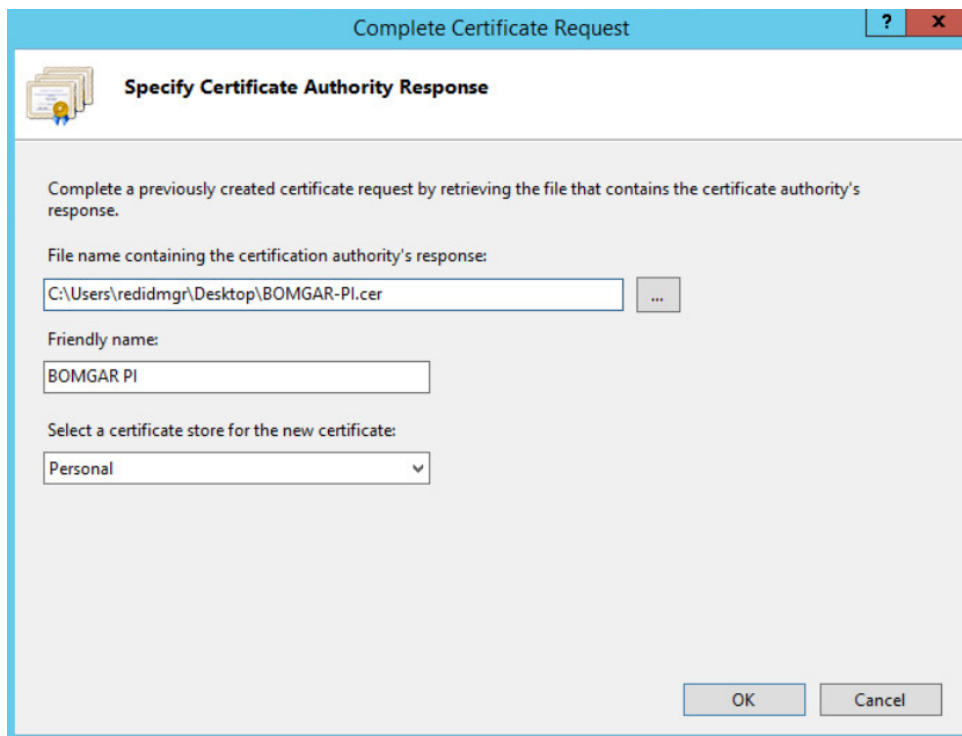 Complete Certificate Request
?
x
Specify Certificate Authority Response
Complete a previously created certificate request by retrieving the file that contains the certificate authority's
response.
File name containing the certification authority's response:
C:\Users\redidmgr\Desktop\BOMGAR-PI.cer
...
Friendly name:
BOMGAR PI
Select a certificate store for the new certificate:
Personal
OK
Cancel